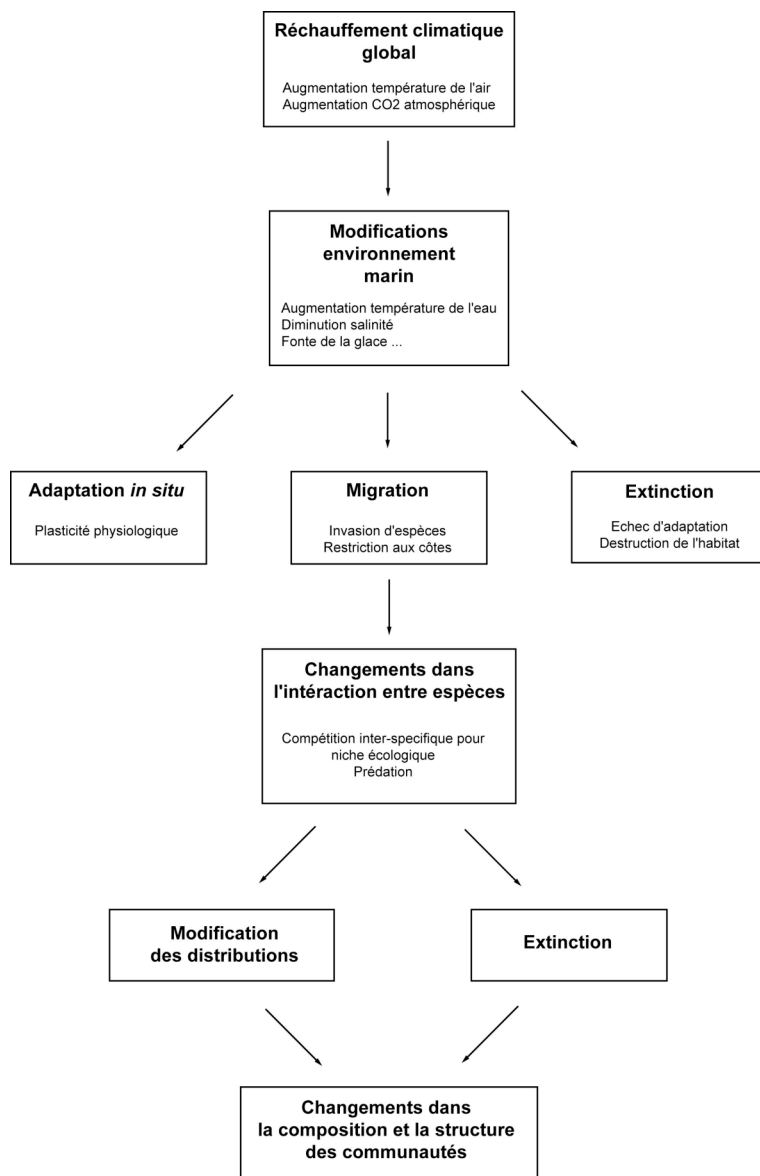 Réchauffement climatique
global
Augmentation température de l'air
Augmentation CO2 atmosphérique
Modifications
environnement
marin
Augmentation température de l'eau
Diminution salinité
Fonte de la glace ...
Adaptation in situ
Plasticité physiologique
Migration
Invasion d'espèces
Restriction aux côtes
Extinction
Echec d'adaptation
Destruction de l'habitat
Changements dans
l'intéraction entre espèces
Compétition inter-specifique pour
niche écologique
Prédation
Modification
des distributions
Extinction
Changements dans
la composition et la structure
des communautés